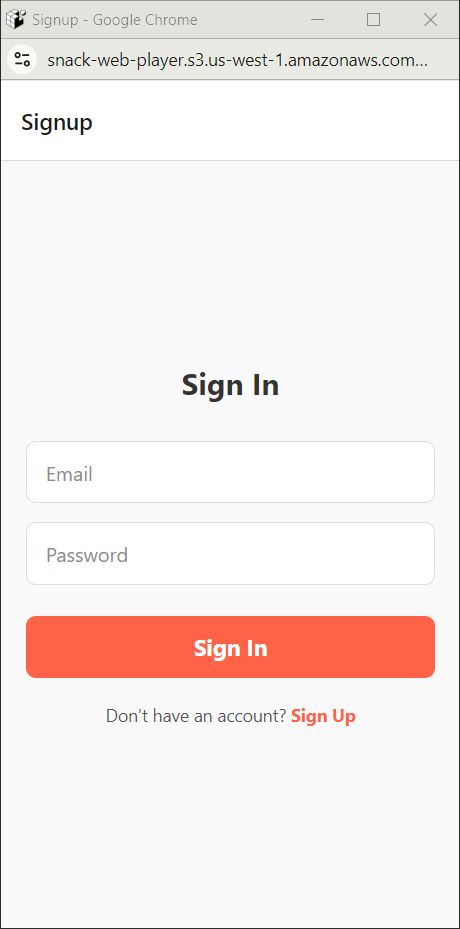 Signup - Google Chrome
snack-web-player.s3.us-west-1.amazonaws.com...
Signup
Sign In
Email
Password
Sign In
Don't have an account? Sign Up